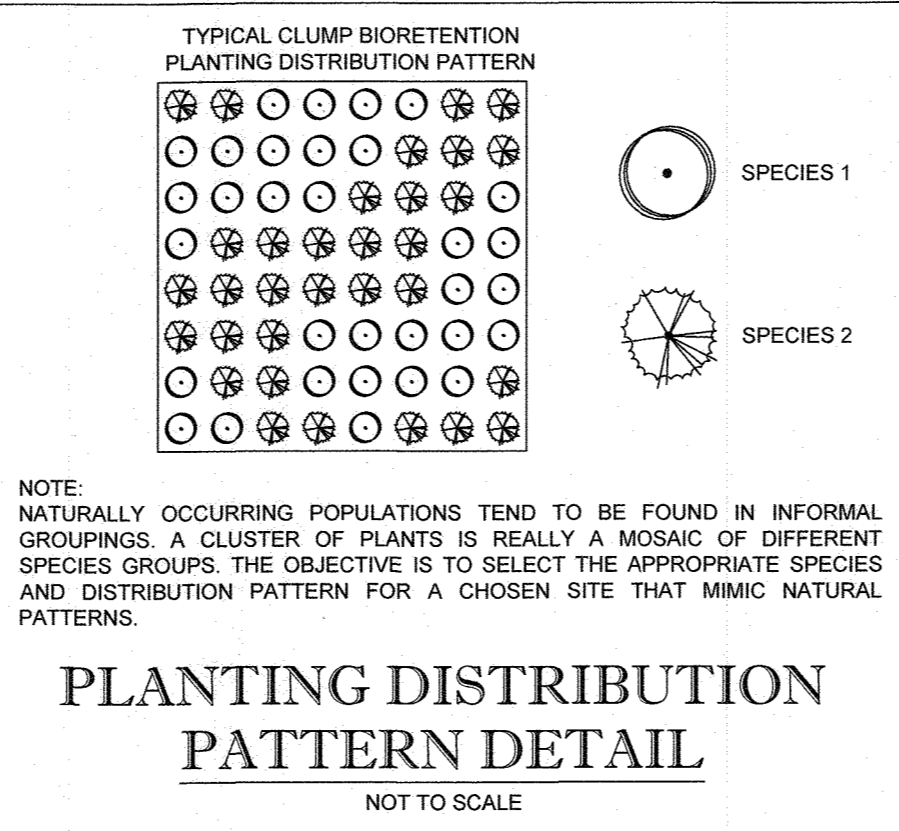 TYPICAL CLUMP BIORETENTION
PLANTING DISTRIBUTION PATTERN
SPECIES 1
SPECIES 2
NOTE:
NATURALLY OCCURRING POPULATIONS TEND TO BE FOUND IN INFORMAL
GROUPINGS. A CLUSTER OF PLANTS IS REALLY A MOSAIC OF DIFFERENT
SPECIES GROUPS. THE OBJECTIVE IS TO SELECT THE APPROPRIATE SPECIES
AND DISTRIBUTION PATTERN FOR A CHOSEN SITE THAT MIMIC NATURAL
PATTERNS.
PLANTING DISTRIBUTION
PATTERN DETAIL
NOT TO SCALE